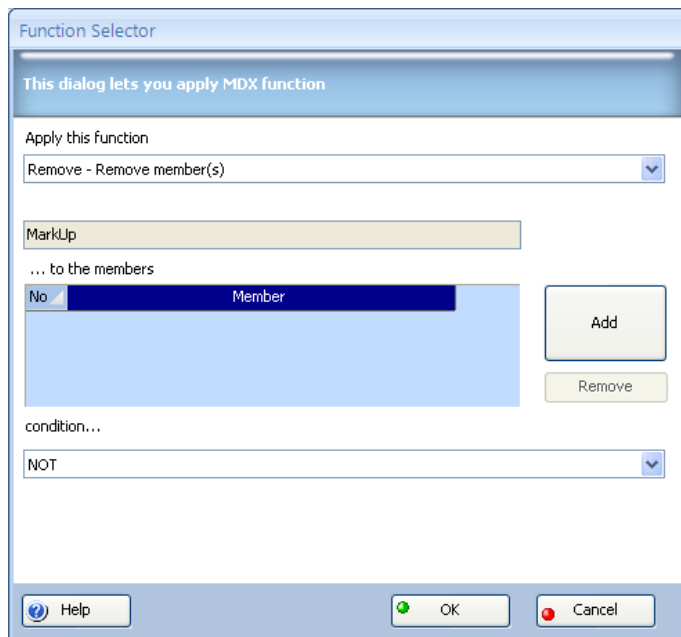 Function Selector
This dialog lets you apply MDX function
Apply this function
Remove - Remove member(s)
MarkUp
... to the members
No Member
Add
Remove
condition...
NOT
Help OK Cancel